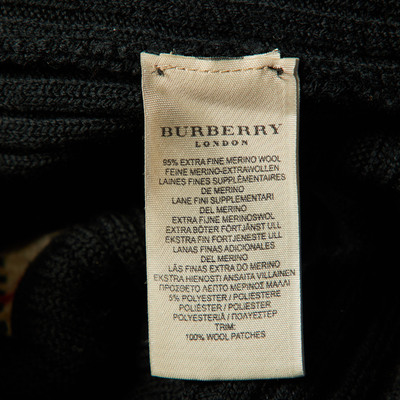 BURBERRY
LONDON
95% EXTRA FINE MERINO WOOL
FEINE MERINO-EXTRAWOLLEN
LAINES FINES SUPPLÉMENTAIRES
DE MERINO
LANE FINI SUPPLEMENTARI
DEL MERINO
EXTRA FIJNE MERINOSWOL
EXTRA BÖTER FÖRTJÄNST ULL
EKSTRA FIN FORTJENESTE ULL
LANAS FINAS ADICIONALES
DEL MERINO
LÃS FINAS EXTRA DO MERINO
EKSTRA HIENOSTI ANSAITA VILLAINEN
ΠΡΟΣΘΕΤΟ ΛΕΠΤΟ ΜΕΡΙΝΟΣ ΜΑΛΛΙ
5% POLYESTER / POLIESTERE
POLIÉSTER / POLYESTER
POLYESTERIÄ / ΠΟΛΥΕΣΤΕΡ
TRIM:
100% WOOL PATCHES